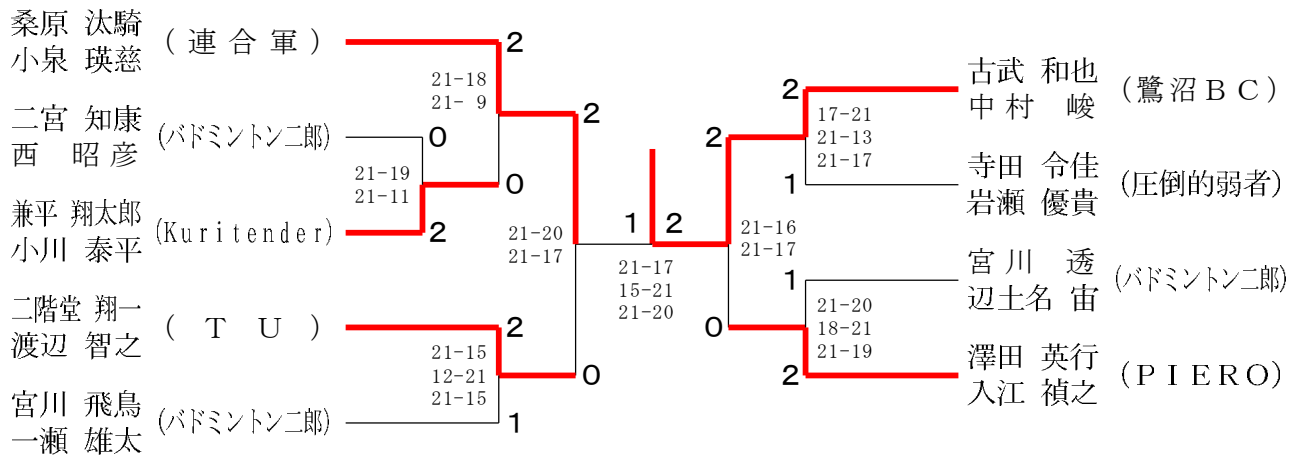 桑原 汰騎
小泉 瑛慈
(連合軍)
2
21-18
21- 9
2
二宮 知康
西 昭彦
(バドミントン二郎)
0
21-19
21-11
0
兼平 翔太郎
小川 泰平
(Kuritender)
2
21-20
21-17
二階堂 翔一
渡辺 智之
(TU)
2
21-15
12-21
21-15
0
宮川 飛鳥
一瀬 雄太
(バドミントン二郎)
1
1
2
21-17
15-21
21-20
2
2
17-21
21-13
21-17
古武 和也
中村 峻
(鷺沼BC)
1
寺田 令佳
岩瀬 優貴
(圧倒的弱者)
21-16
21-17
1
宮川 透
辺土名 宙
(バドミントン二郎)
0
21-20
18-21
21-19
2
澤田 英行
入江 禎之
(PIERO)